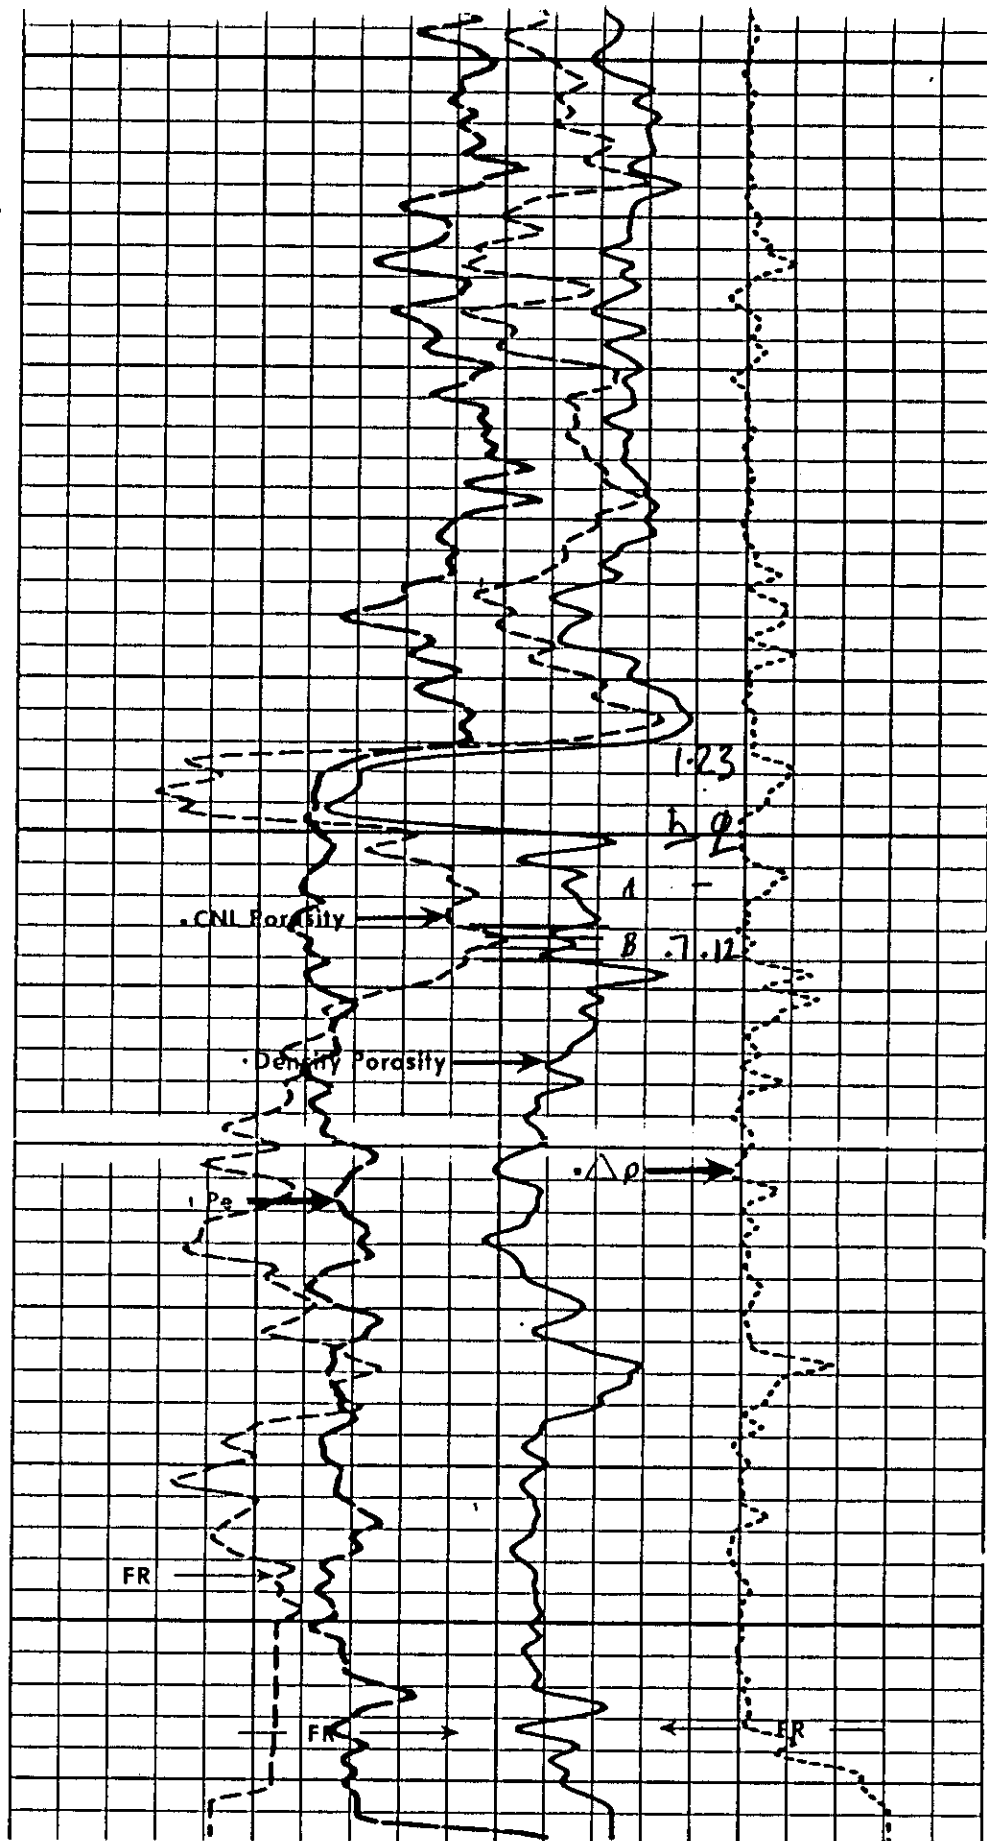 1.23
h φ
A -
. CNL Porosity
B .7 .12
. Density Porosity
. Δρ
Pe
FR
FR
FR